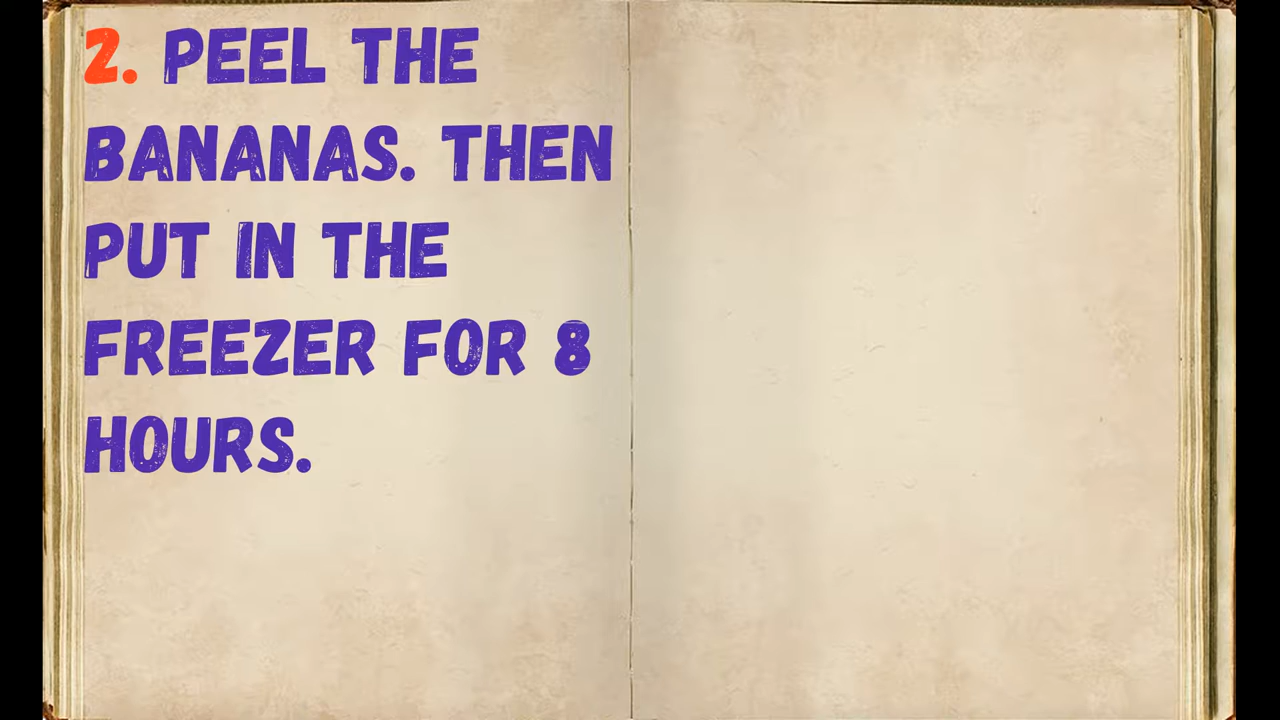 2. PEEL THE
BANANAS. THEN
PUT IN THE
FREEZER FOR 8
HOURS.